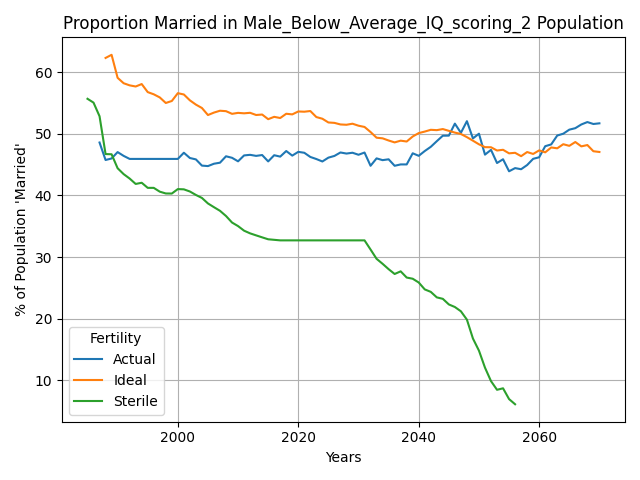 Proportion Married in Male_Below_Average_IQ_scoring_2 Population
% of Population 'Married'
60
50
40
30
20
10
Fertility
Actual
Ideal
Sterile
2000 2020 2040 2060
Years